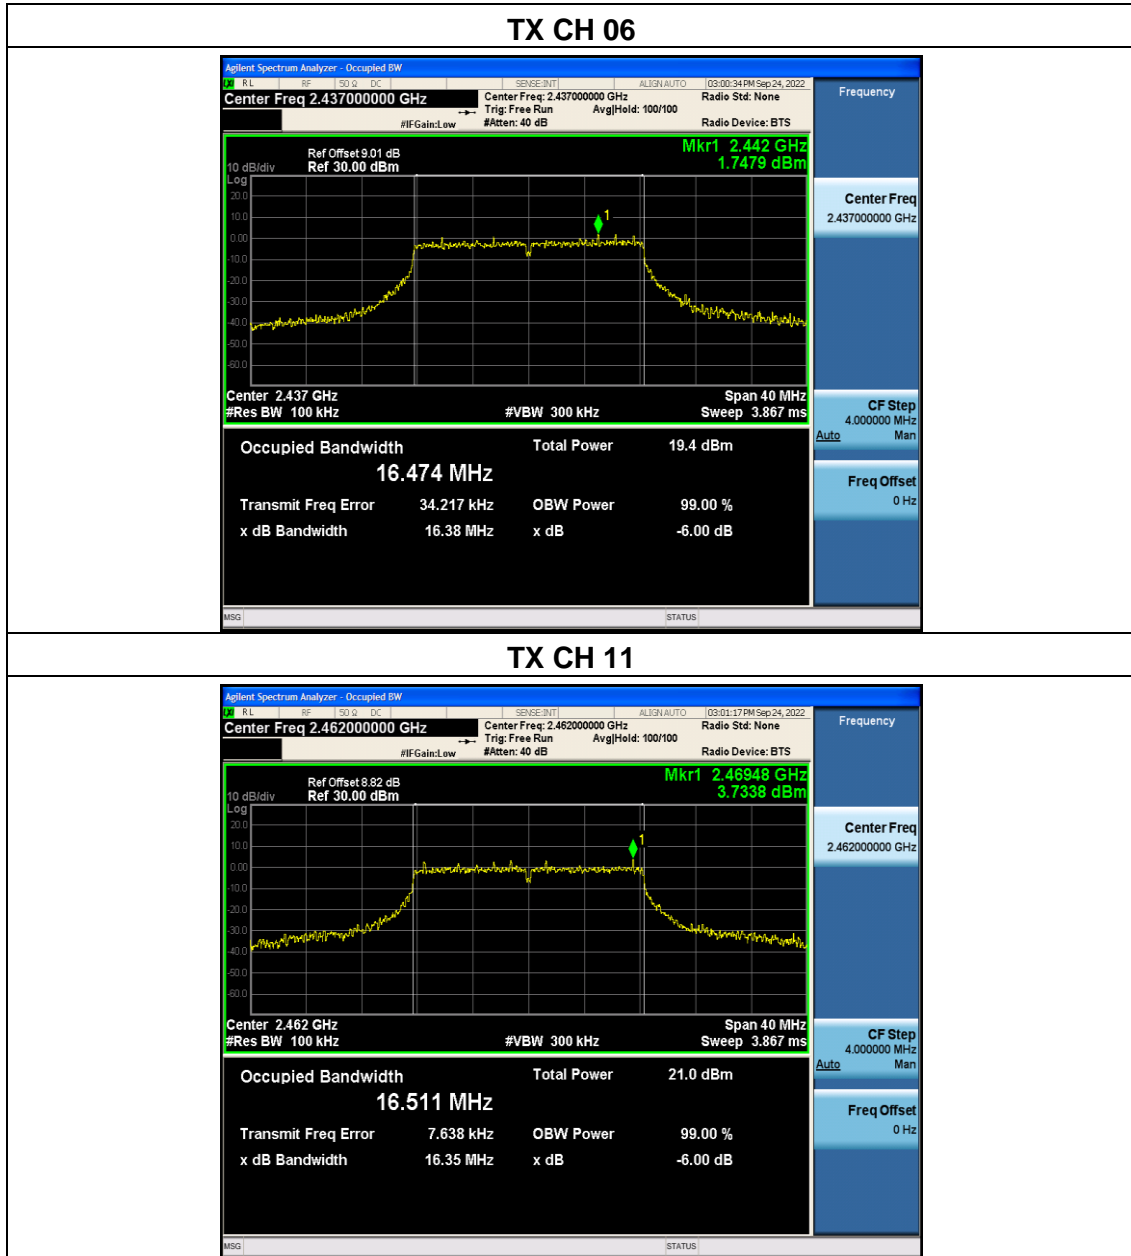 TX CH 06
Agilent Spectrum Analyzer - Occupied BW
LXI RL RF 50 Ω DC SENSE:INT ALIGN AUTO 03:00:34 PM Sep 24, 2022
Center Freq 2.437000000 GHz Center Freq: 2.437000000 GHz Radio Std: None Frequency
Trig: Free Run Avg|Hold: 100/100
#IFGain:Low #Atten: 40 dB Radio Device: BTS
Mkr1 2.442 GHz
Ref Offset 9.01 dB
1.7479 dBm
10 dB/div Ref 30.00 dBm
Log
20.0
Center Freq
2.437000000 GHz
10.0
1
0.00
-10.0
-20.0
-30.0
-40.0
-50.0
-60.0
Center 2.437 GHz Span 40 MHz
#Res BW 100 kHz #VBW 300 kHz Sweep 3.867 ms
CF Step
4.000000 MHz
Auto Man
Occupied Bandwidth Total Power 19.4 dBm
16.474 MHz
Freq Offset
0 Hz
Transmit Freq Error 34.217 kHz OBW Power 99.00 %
x dB Bandwidth 16.38 MHz x dB -6.00 dB
MSG STATUS
TX CH 11
Agilent Spectrum Analyzer - Occupied BW
LXI RL RF 50 Ω DC SENSE:INT ALIGN AUTO 03:01:17 PM Sep 24, 2022
Center Freq 2.462000000 GHz Center Freq: 2.462000000 GHz Radio Std: None Frequency
Trig: Free Run Avg|Hold: 100/100
#IFGain:Low #Atten: 40 dB Radio Device: BTS
Mkr1 2.46948 GHz
Ref Offset 8.82 dB
3.7338 dBm
10 dB/div Ref 30.00 dBm
Log
20.0
Center Freq
2.462000000 GHz
10.0
1
0.00
-10.0
-20.0
-30.0
-40.0
-50.0
-60.0
Center 2.462 GHz Span 40 MHz
#Res BW 100 kHz #VBW 300 kHz Sweep 3.867 ms
CF Step
4.000000 MHz
Auto Man
Occupied Bandwidth Total Power 21.0 dBm
16.511 MHz
Freq Offset
0 Hz
Transmit Freq Error 7.638 kHz OBW Power 99.00 %
x dB Bandwidth 16.35 MHz x dB -6.00 dB
MSG STATUS